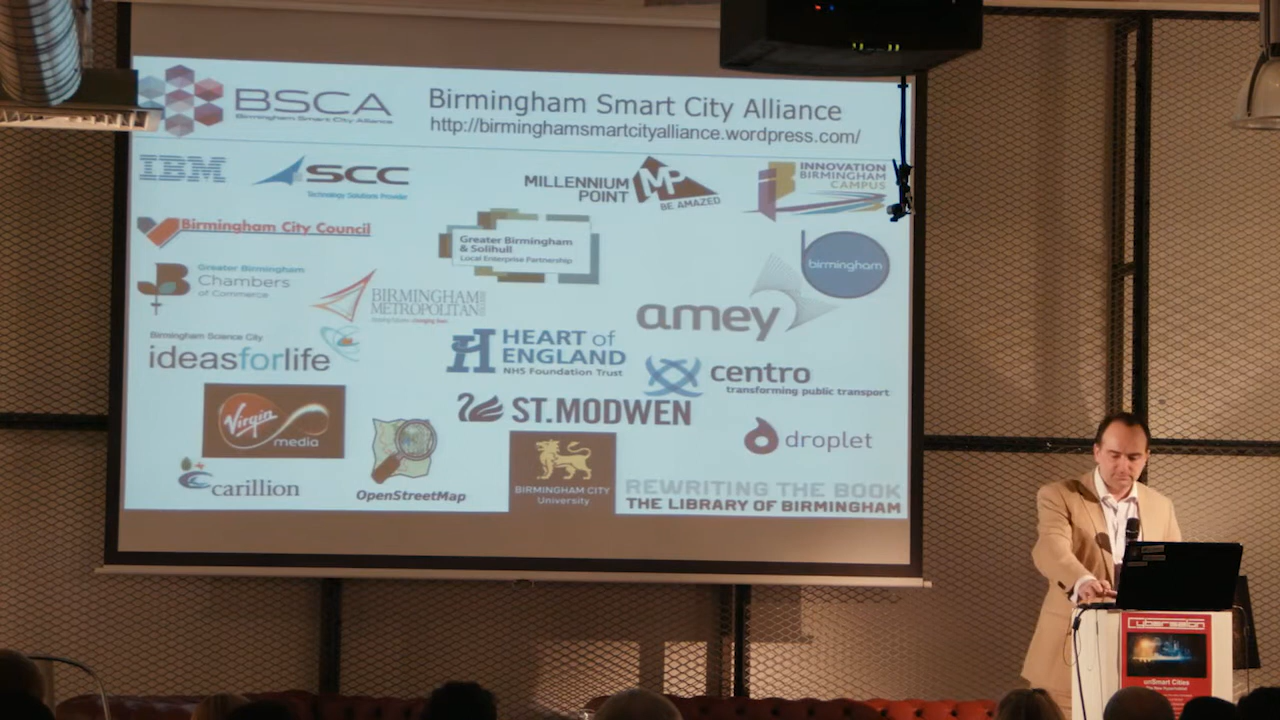 BSCA
Birmingham Smart City Alliance
Birmingham Smart City Alliance
http://birminghamsmartcityalliance.wordpress.com/
IBM
SCC
Technology Solutions Provider
MILLENNIUM
POINT
MP
BE AMAZED
INNOVATION
BIRMINGHAM
CAMPUS
Birmingham City Council
Greater Birmingham
& Solihull
Local Enterprise Partnership
birmingham
Greater Birmingham
Chambers
of Commerce
BIRMINGHAM
METROPOLITAN
amey
Birmingham Science City
ideasforlife
HEART of
ENGLAND
NHS Foundation Trust
centro
transforming public transport
Virgin
media
ST.MODWEN
droplet
carillion
OpenStreetMap
BIRMINGHAM CITY
University
REWRITING THE BOOK
THE LIBRARY OF BIRMINGHAM
unSmart Cities